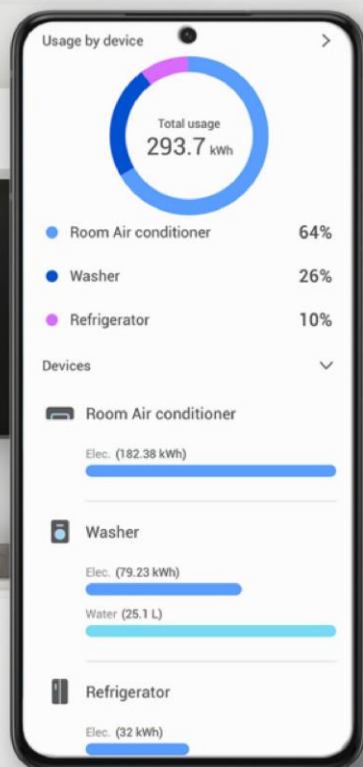 Usage by device
Total usage
293.7 kWh
Room Air conditioner 64%
Washer 26%
Refrigerator 10%
Devices
Room Air conditioner
Elec. (182.38 kWh)
Washer
Elec. (79.23 kWh)
Water (25.1 L)
Refrigerator
Elec. (32 kWh)